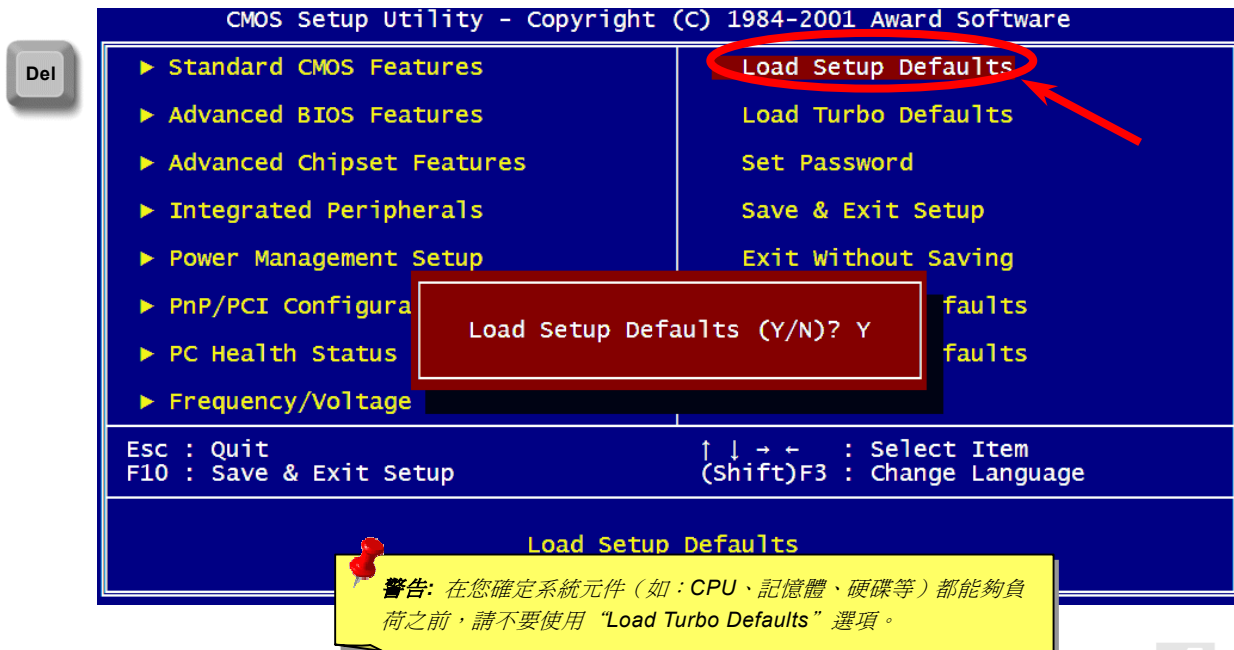 CMOS Setup Utility - Copyright (C) 1984-2001 Award Software
Del
▶ Standard CMOS Features
▶ Advanced BIOS Features
▶ Advanced Chipset Features
▶ Integrated Peripherals
▶ Power Management Setup
▶ PnP/PCI Configura
▶ PC Health Status
▶ Frequency/Voltage
Load Setup Defaults
Load Turbo Defaults
Set Password
Save & Exit Setup
Exit Without Saving
faults
faults
Load Setup Defaults (Y/N)? Y
Esc : Quit
F10 : Save & Exit Setup
↑ ↓ → ← : Select Item
(Shift)F3 : Change Language
Load Setup Defaults
警告: 在您確定系統元件（如：CPU、記憶體、硬碟等）都能夠負
荷之前，請不要使用“Load Turbo Defaults”選項。